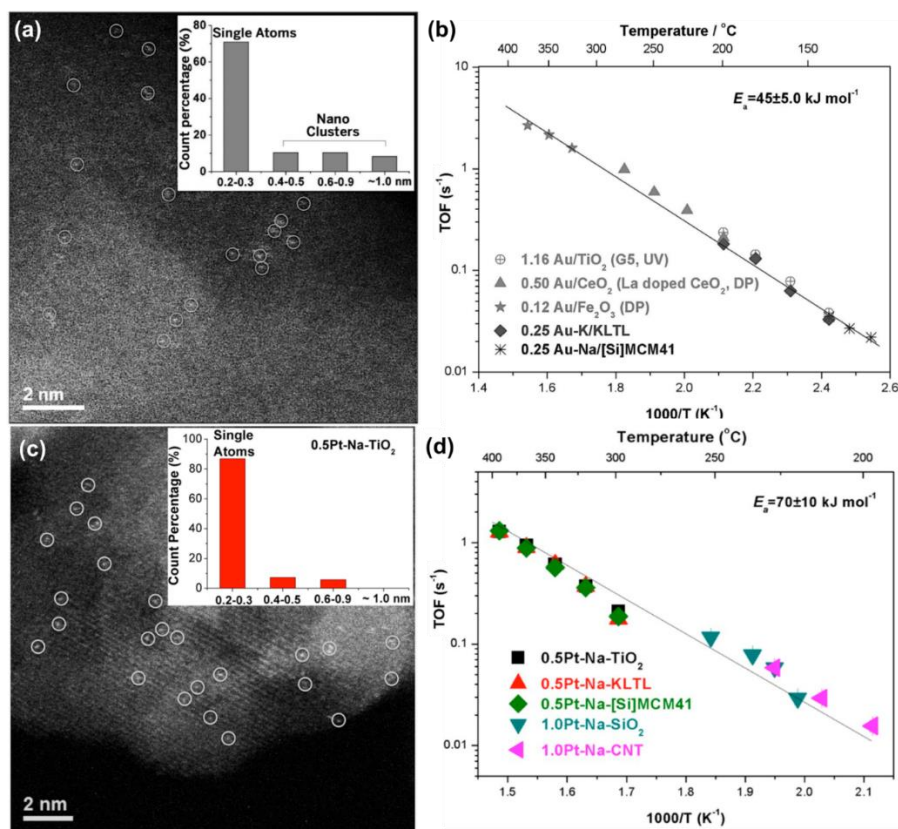 (a)
Count percentage (%)
80
60
40
20
0
Single Atoms
Nano
Clusters
0.2-0.3 0.4-0.5 0.6-0.9 ~1.0 nm
2 nm
(b)
Temperature / °C
400 350 300 250 200 150
TOF (s⁻¹)
10
1
0.1
0.01
Eₐ=45±5.0 kJ mol⁻¹
1.16 Au/TiO₂ (G5, UV)
0.50 Au/CeO₂ (La doped CeO₂, DP)
0.12 Au/Fe₂O₃ (DP)
0.25 Au-K/KLTL
0.25 Au-Na/[Si]MCM41
1.4 1.6 1.8 2.0 2.2 2.4 2.6
1000/T (K⁻¹)
(c)
Count Percentage (%)
100
80
60
40
20
0
Single
Atoms
0.5Pt-Na-TiO₂
0.2-0.3 0.4-0.5 0.6-0.9 ~ 1.0 nm
2 nm
(d)
Temperature (°C)
400 350 300 250 200
TOF (s⁻¹)
10
1
0.1
0.01
Eₐ=70±10 kJ mol⁻¹
0.5Pt-Na-TiO₂
0.5Pt-Na-KLTL
0.5Pt-Na-[Si]MCM41
1.0Pt-Na-SiO₂
1.0Pt-Na-CNT
1.5 1.6 1.7 1.8 1.9 2.0 2.1
1000/T (K⁻¹)